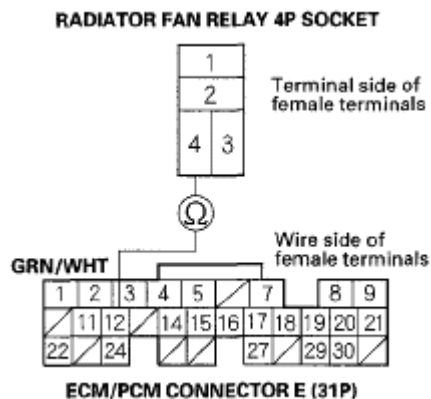 RADIATOR FAN RELAY 4P SOCKET
1
2
4 3
Terminal side of
female terminals
Ω
Wire side of
female terminals
GRN/WHT
1 2 3 4 5 7 8 9
11 12 14 15 16 17 18 19 20 21
22 24 27 29 30
ECM/PCM CONNECTOR E (31P)